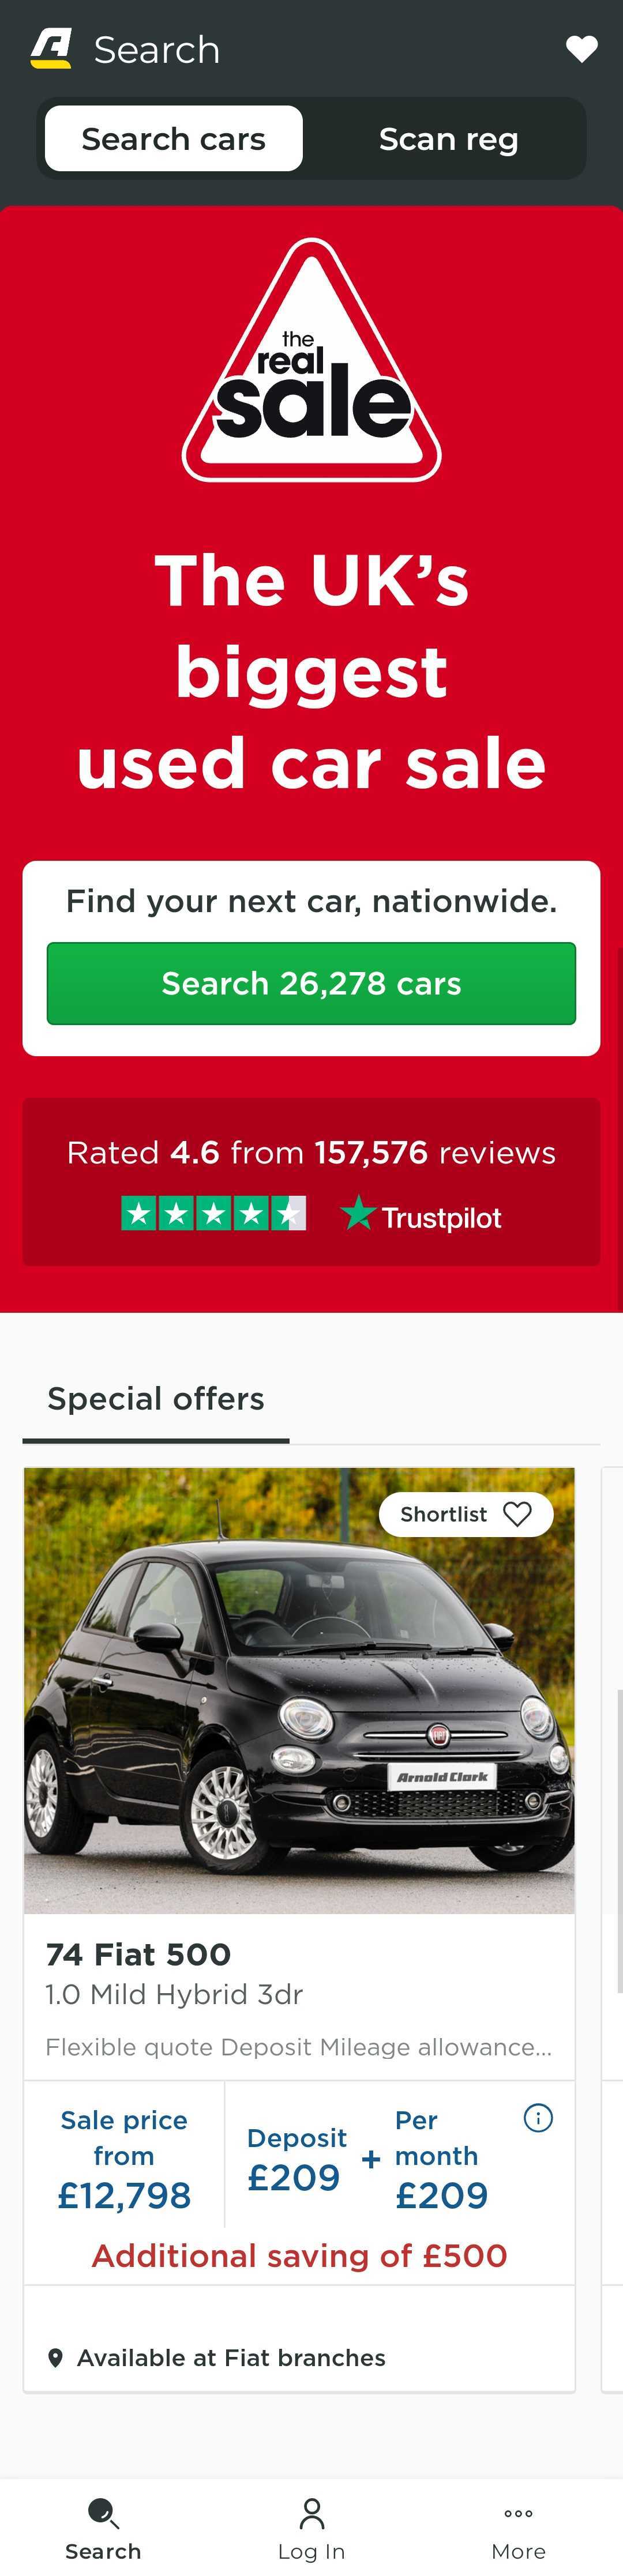 Search
Search cars
Scan reg
the
real
sale
The UK’s
biggest
used car sale
Find your next car, nationwide.
Search 26,278 cars
Rated 4.6 from 157,576 reviews
Trustpilot
Special offers
Shortlist
Arnold Clark
74 Fiat 500
1.0 Mild Hybrid 3dr
Flexible quote Deposit Mileage allowance...
Sale price
from
£12,798
Deposit
£209
+
Per
month
£209
Additional saving of £500
Available at Fiat branches
Search
Log In
More